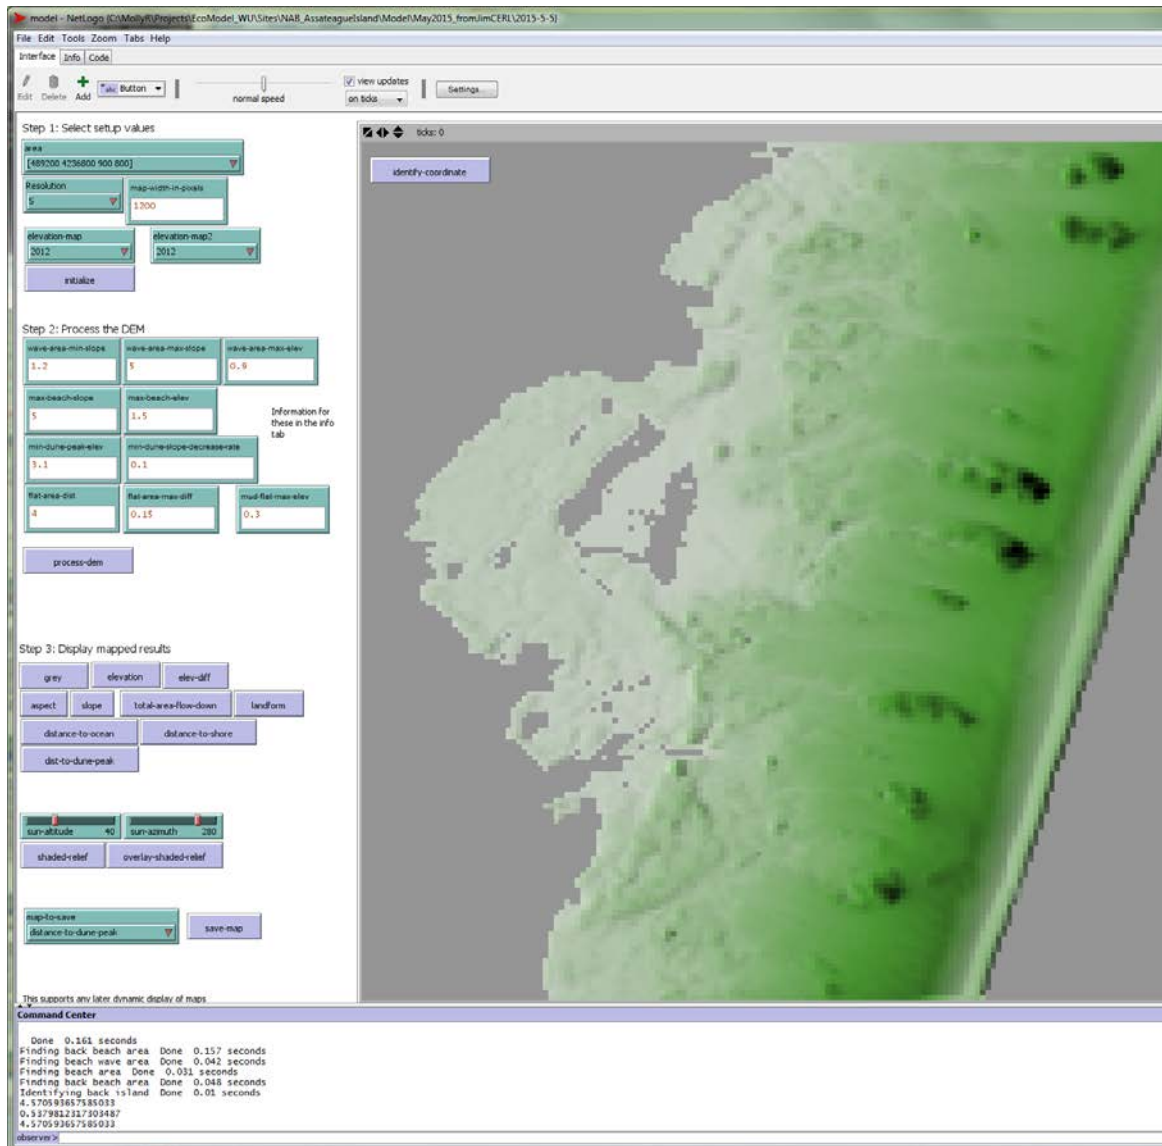 model - NetLogo {C:\MollyR\Projects\EcoModel_WU\Sites\NAB_AssateagueIsland\Model\May2015_fromJimCERL\2015-5-5}
File Edit Tools Zoom Tabs Help
Interface Info Code
Edit Delete Add abc Button normal speed view updates on ticks Settings...
Step 1: Select setup values
ticks: 0
area
[489200 4236800 900 800]
identify-coordinate
Resolution map-width-in-pixels
5 1200
elevation-map elevation-map2
2012 2012
initialize
Step 2: Process the DEM
wave-area-min-slope wave-area-max-slope wave-area-max-elev
1.2 5 0.9
max-beach-slope max-beach-elev
5 1.5
Information for
these in the info
tab
min-dune-peak-elev min-dune-slope-decrease-rate
3.1 0.1
flat-area-dist flat-area-max-diff mud-flat-max-elev
4 0.15 0.3
process-dem
Step 3: Display mapped results
grey elevation elev-diff
aspect slope total-area-flow-down landform
distance-to-ocean distance-to-shore
dist-to-dune-peak
sun-altitude 40 sun-azimuth 280
shaded-relief overlay-shaded-relief
map-to-save
distance-to-dune-peak save-map
This supports any later dynamic display of maps
Command Center
Done 0.161 seconds
Finding back beach area Done 0.157 seconds
Finding beach wave area Done 0.042 seconds
Finding beach area Done 0.031 seconds
Finding back beach area Done 0.048 seconds
Identifying back island Done 0.01 seconds
4.570593657585033
0.5379812317303487
4.570593657585033
observer>